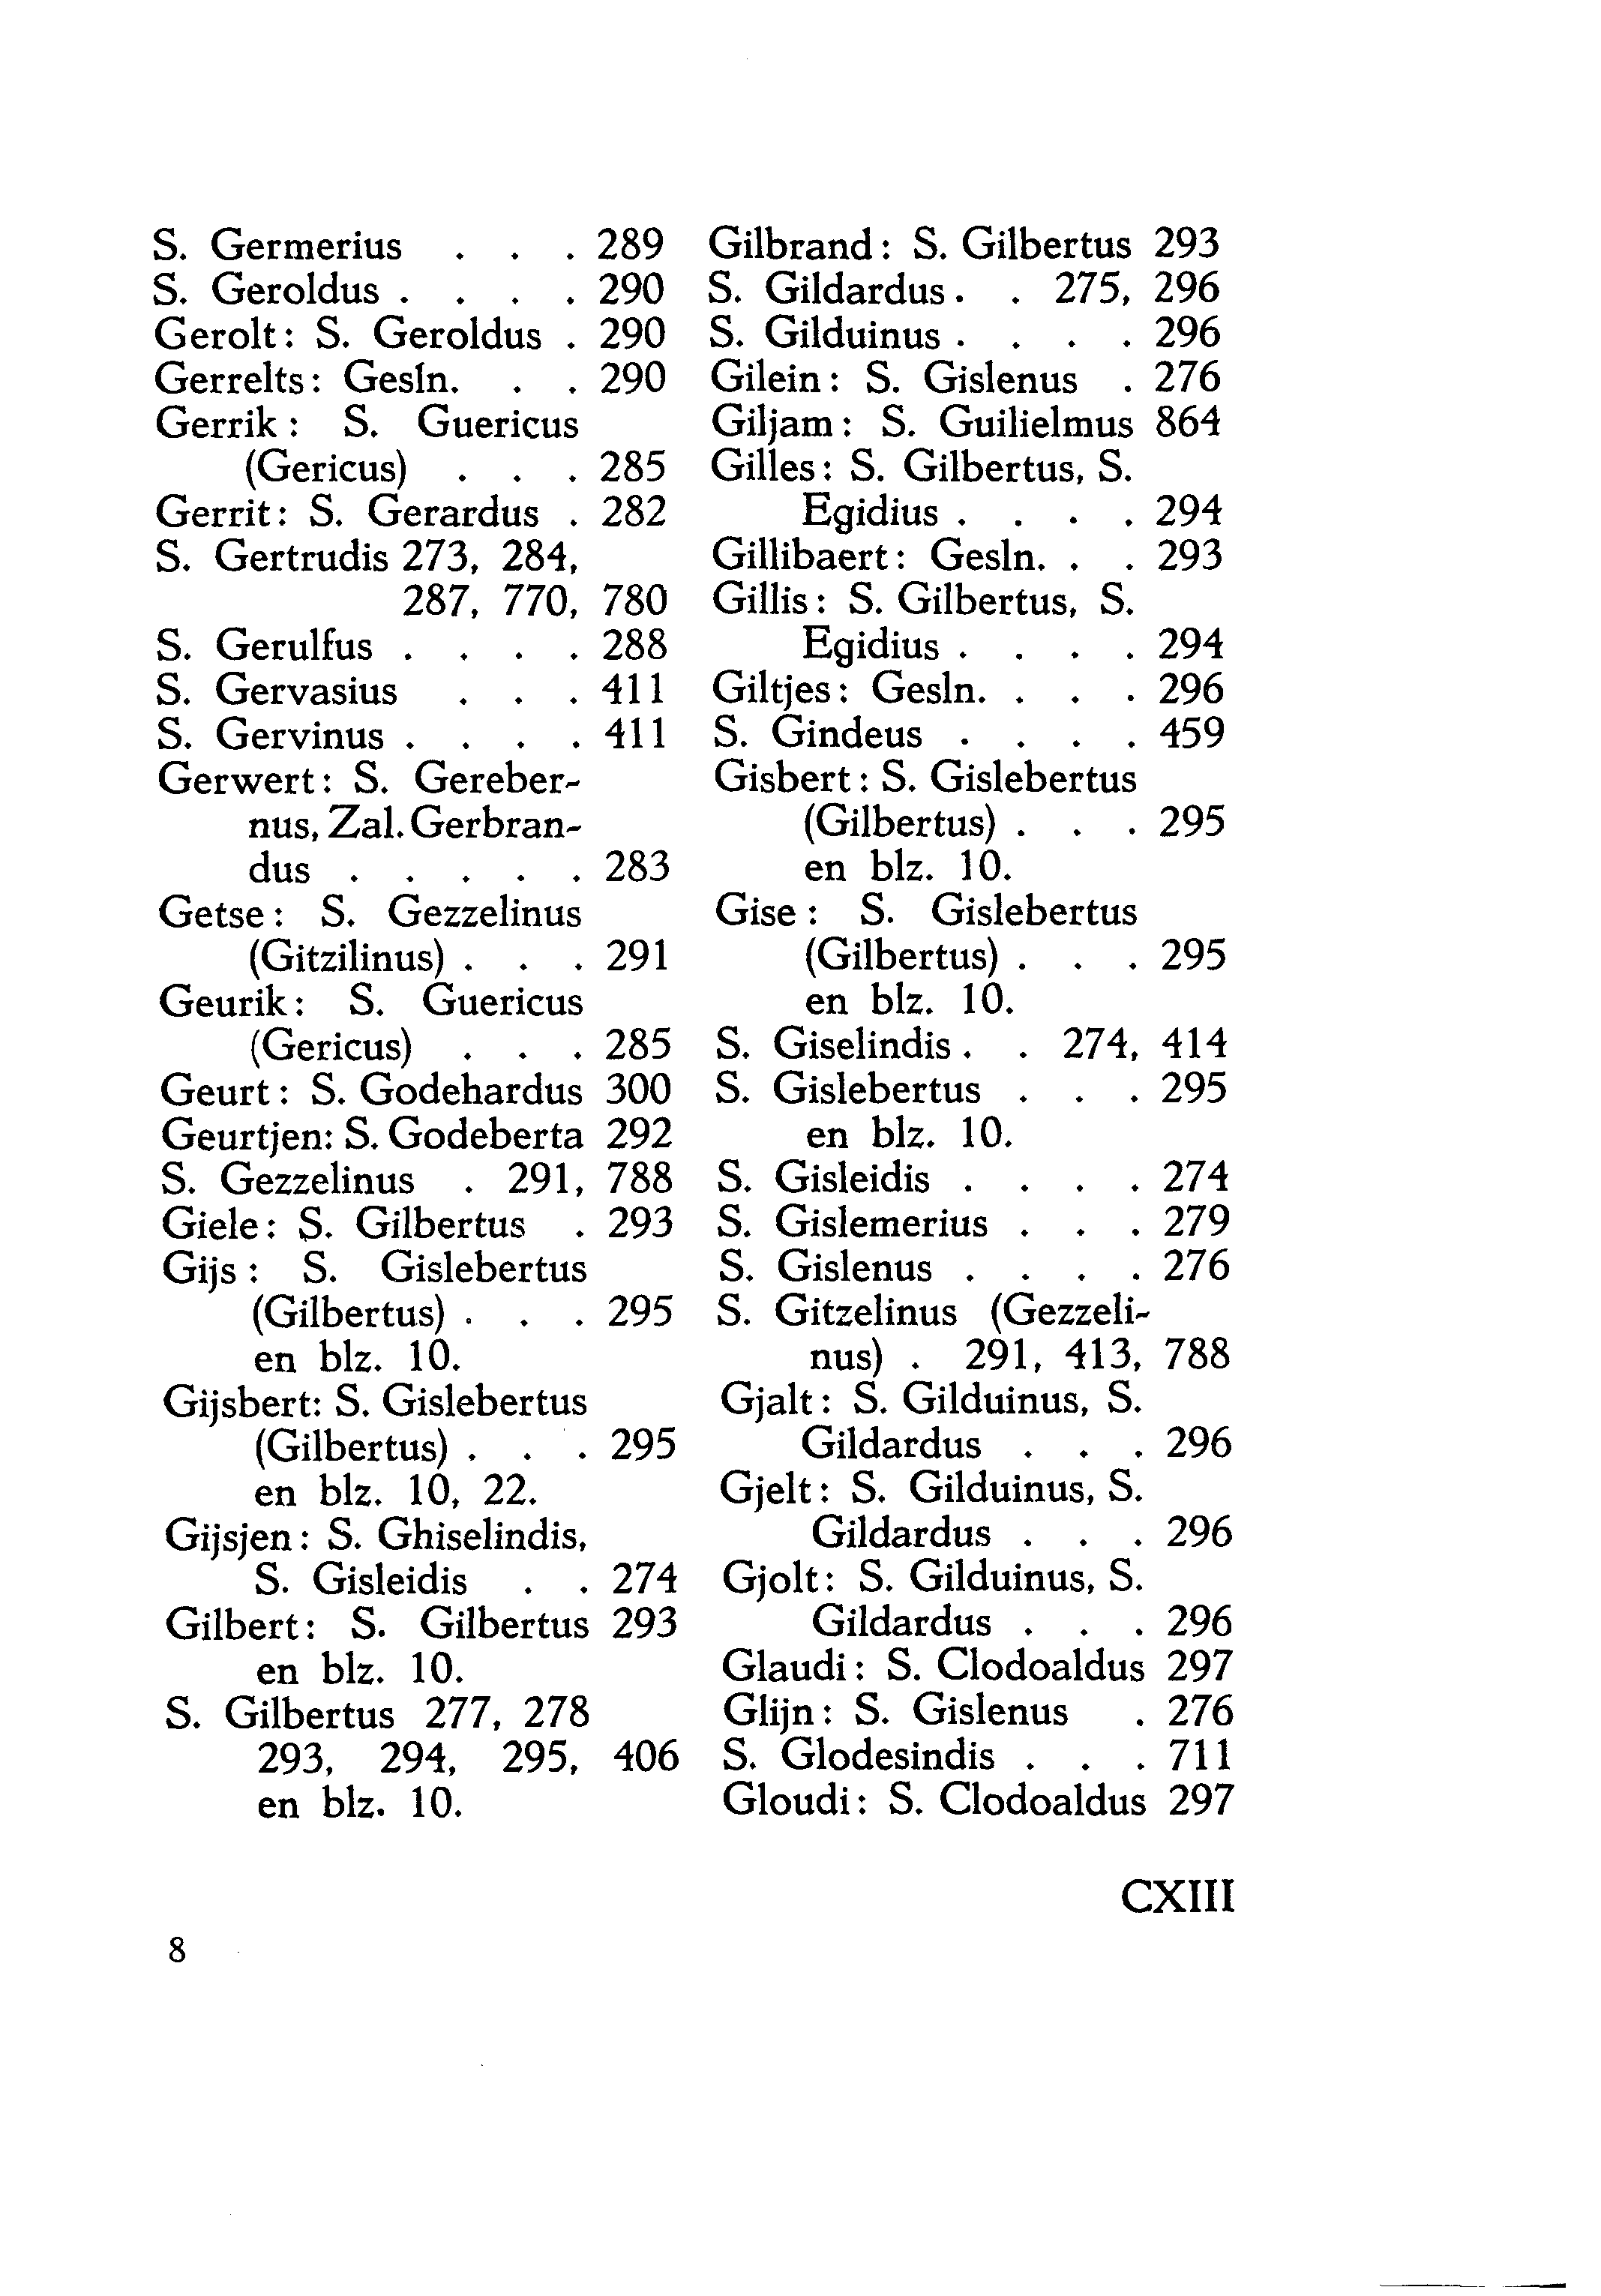 S. Germerius . . . 289
S. Geroldus . . . . 290
Gerolt: S. Geroldus . 290
Gerrelts: Gesln. . . 290
Gerrik: S. Guericus
(Gericus) . . . 285
Gerrit: S. Gerardus . 282
S. Gertrudis 273, 284,
287, 770, 780
S. Gerulfus . . . . 288
S. Gervasius . . . 411
S. Gervinus . . . . 411
Gerwert: S. Gereber-
nus, Zal. Gerbran-
dus . . . . . 283
Getse: S. Gezzelinus
(Gitzilinus) . . . 291
Geurik: S. Guericus
(Gericus) . . . 285
Geurt: S. Godehardus 300
Geurtjen: S. Godeberta 292
S. Gezzelinus . 291, 788
Giele: S. Gilbertus . 293
Gijs: S. Gislebertus
(Gilbertus) . . . 295
en blz. 10.
Gijsbert: S. Gislebertus
(Gilbertus) . . . 295
en blz. 10, 22.
Gijsjen: S. Ghiselindis,
S. Gisleidis . . 274
Gilbert: S. Gilbertus 293
en blz. 10.
S. Gilbertus 277, 278
293, 294, 295, 406
en blz. 10.
Gilbrand: S. Gilbertus 293
S. Gildardus . . 275, 296
S. Gilduinus . . . . 296
Gilein: S. Gislenus . 276
Giljam: S. Guilielmus 864
Gilles: S. Gilbertus, S.
Egidius . . . . 294
Gillibaert: Gesln. . . 293
Gillis: S. Gilbertus, S.
Egidius . . . . 294
Giltjes: Gesln. . . . 296
S. Gindeus . . . . 459
Gisbert: S. Gislebertus
(Gilbertus) . . . 295
en blz. 10.
Gise: S. Gislebertus
(Gilbertus) . . . 295
en blz. 10.
S. Giselindis . . 274, 414
S. Gislebertus . . . 295
en blz. 10.
S. Gisleidis . . . . 274
S. Gislemerius . . . 279
S. Gislenus . . . . 276
S. Gitzelinus (Gezzeli-
nus) . 291, 413, 788
Gjalt: S. Gilduinus, S.
Gildardus . . . 296
Gjelt: S. Gilduinus, S.
Gildardus . . . 296
Gjolt: S. Gilduinus, S.
Gildardus . . . 296
Glaudi: S. Clodoaldus 297
Glijn: S. Gislenus . 276
S. Glodesindis . . . 711
Gloudi: S. Clodoaldus 297
CXIII
8